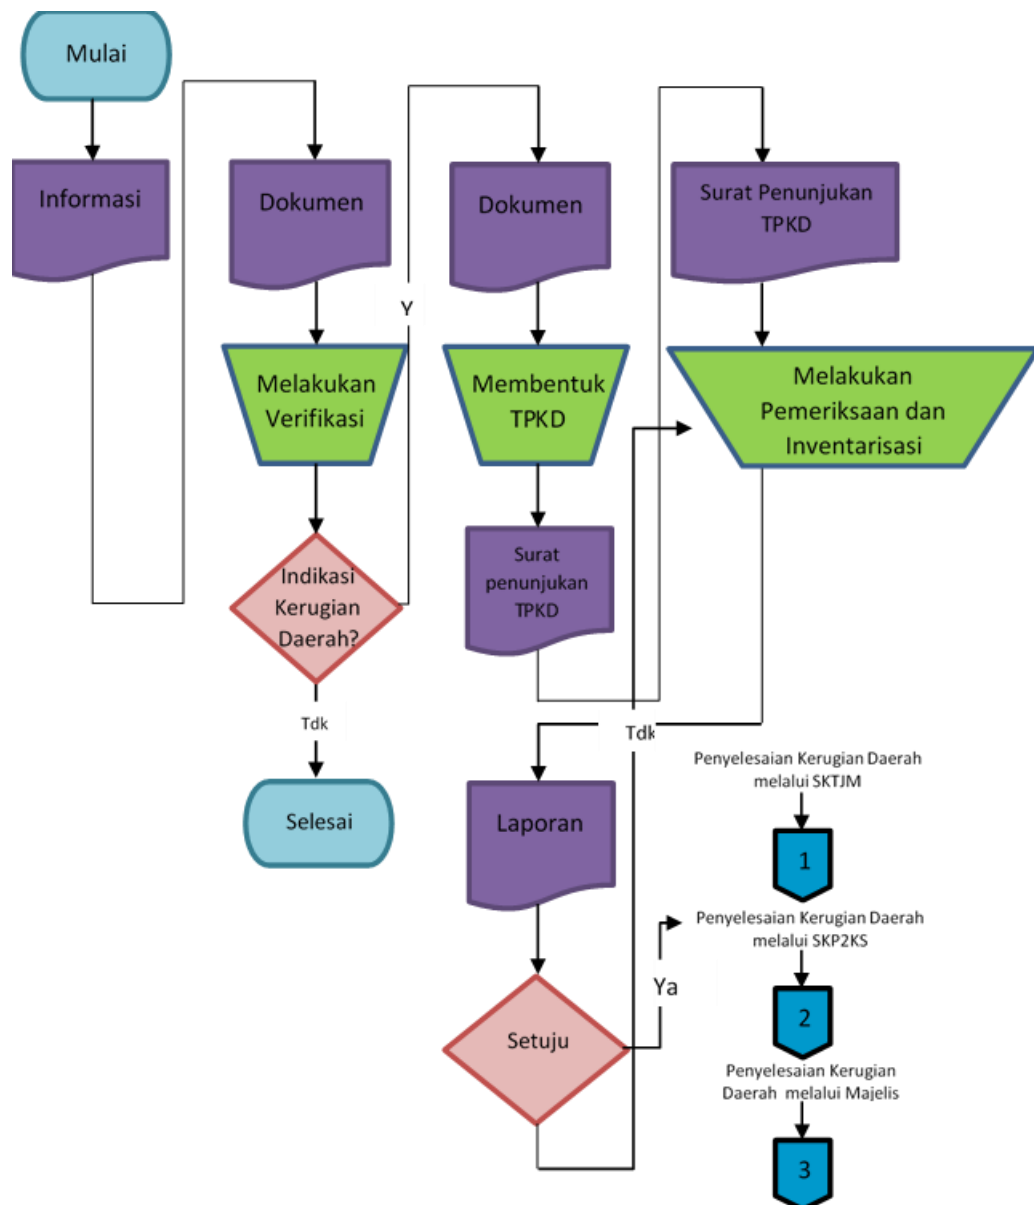 Mulai
Informasi
Dokumen
Dokumen
Surat Penunjukan
TPKD
Y
Melakukan
Verifikasi
Membentuk
TPKD
Melakukan
Pemeriksaan dan
Inventarisasi
Indikasi
Kerugian
Daerah?
Surat
penunjukan
TPKD
Tdk
Tdk
Selesai
Laporan
Penyelesaian Kerugian Daerah
melalui SKTJM
1
Penyelesaian Kerugian Daerah
melalui SKP2KS
Ya
2
Setuju
Penyelesaian Kerugian
Daerah melalui Majelis
3